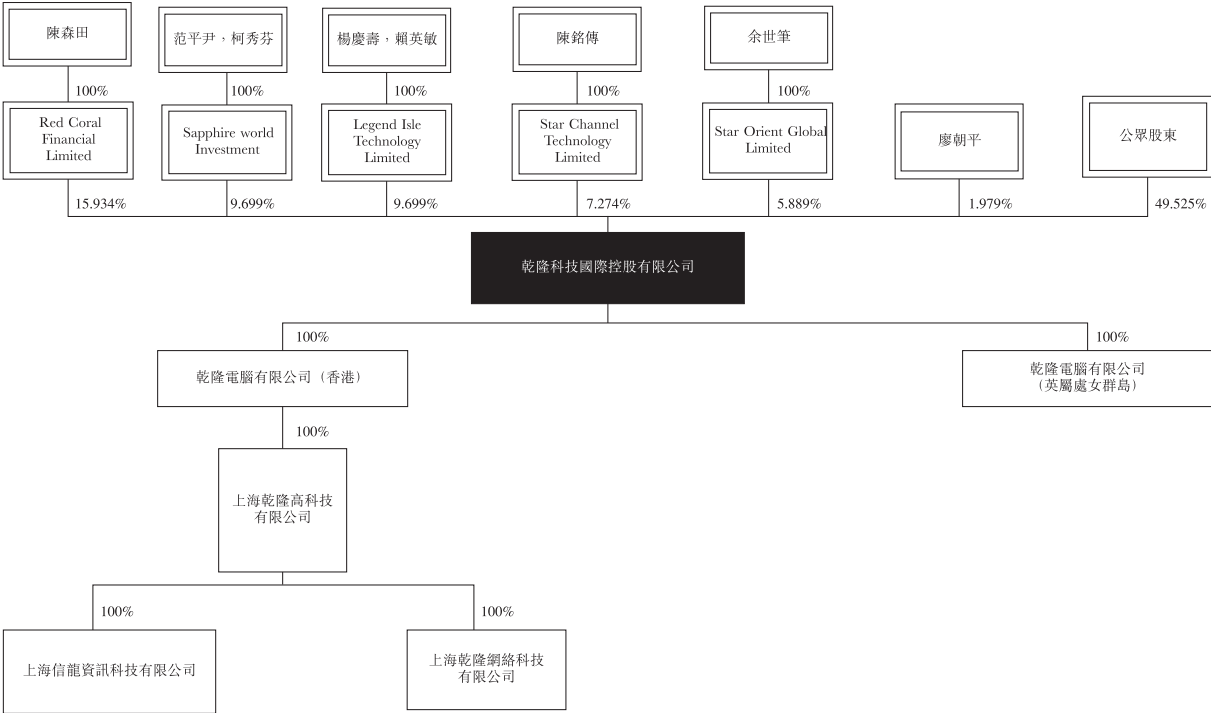 陳森田
范平尹，柯秀芬
楊慶壽，賴英敏
陳銘傳
余世筆
100%
100%
100%
100%
100%
Red Coral
Financial
Limited
Sapphire world
Investment
Legend Isle
Technology
Limited
Star Channel
Technology
Limited
Star Orient Global
Limited
廖朝平
公眾股東
15.934%
9.699%
9.699%
7.274%
5.889%
1.979%
49.525%
乾隆科技國際控股有限公司
100%
100%
乾隆電腦有限公司（香港）
乾隆電腦有限公司
（英屬處女群島）
100%
上海乾隆高科技
有限公司
100%
100%
上海信龍資訊科技有限公司
上海乾隆網絡科技
有限公司